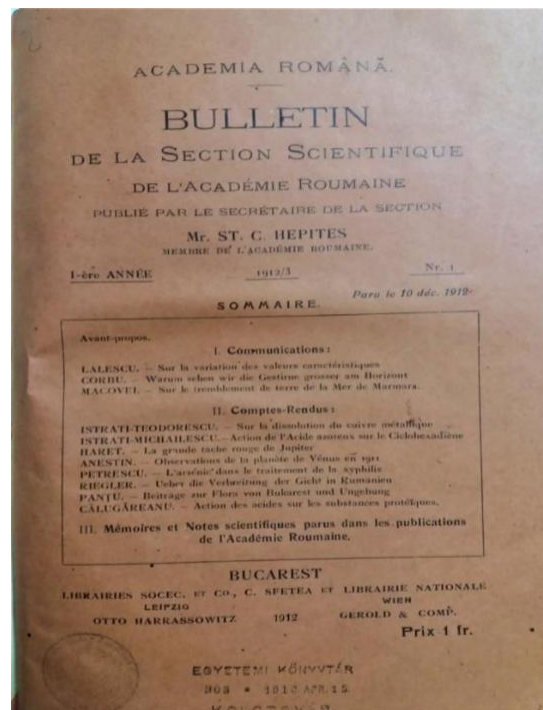 ACADEMIA ROMÂNĂ.
BULLETIN
DE LA SECTION SCIENTIFIQUE
DE L'ACADÉMIE ROUMAINE
PUBLIÉ PAR LE SECRÉTAIRE DE LA SECTION
Mr. ST. C. HEPITES
MEMBRE DE L'ACADÉMIE ROUMAINE.
I-ère ANNÉE 1912/3 Nr. 1
Paru le 10 déc. 1912
SOMMAIRE.
Avant-propos.
I. Communications:
LALESCU. — Sur la variation des valeurs caractéristiques
CORBU. — Warum sehen wir die Gestirne grosser am Horizont
MACOVEI. — Sur le tremblement de terre de la Mer de Marmara.
II. Comptes-Rendus:
ISTRATI-TEODORESCU. — Sur la dissolution du cuivre métallique
ISTRATI-MICHAILESCU. — Action de l'Acide azoteux sur le Ciclohexadiène
HARET. — La grande tache rouge de Jupiter
ANESTIN. — Observations de la planète de Vénus en 1911
PETRESCU. — L'arsénic dans le traitement de la syphilis
RIEGLER. — Ueber die Verbreitung der Gicht in Rumänien
PANŢU. — Beiträge zur Flora von Bukarest und Ungebung
CĂLUGĂREANU. — Action des acides sur les substances protéïques.
III. Mémoires et Notes scientifiques parus dans les publications
de l'Académie Roumaine.
BUCAREST
LIBRAIRIES SOCEC. ET Co., C. SFETEA ET LIBRAIRIE NATIONALE
LEIPZIG WIEN
OTTO HARRASSOWITZ 1912 GEROLD & COMP.
Prix 1 fr.
EGYETEMI KÖNYVTÁR